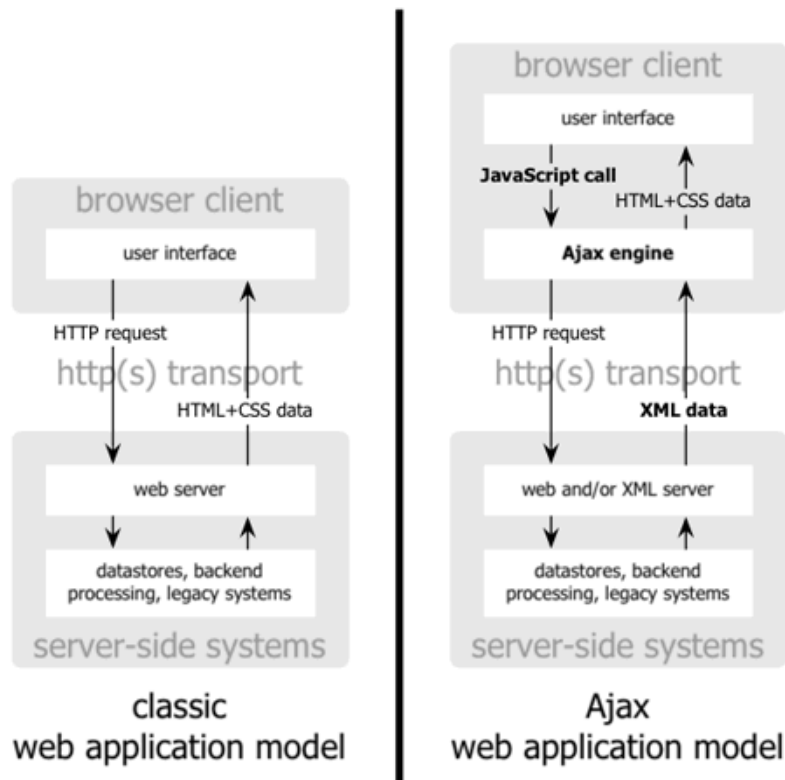 browser client
user interface
HTTP request
http(s) transport
HTML+CSS data
web server
datastores, backend
processing, legacy systems
server-side systems
classic
web application model
browser client
user interface
JavaScript call
HTML+CSS data
Ajax engine
HTTP request
http(s) transport
XML data
web and/or XML server
datastores, backend
processing, legacy systems
server-side systems
Ajax
web application model